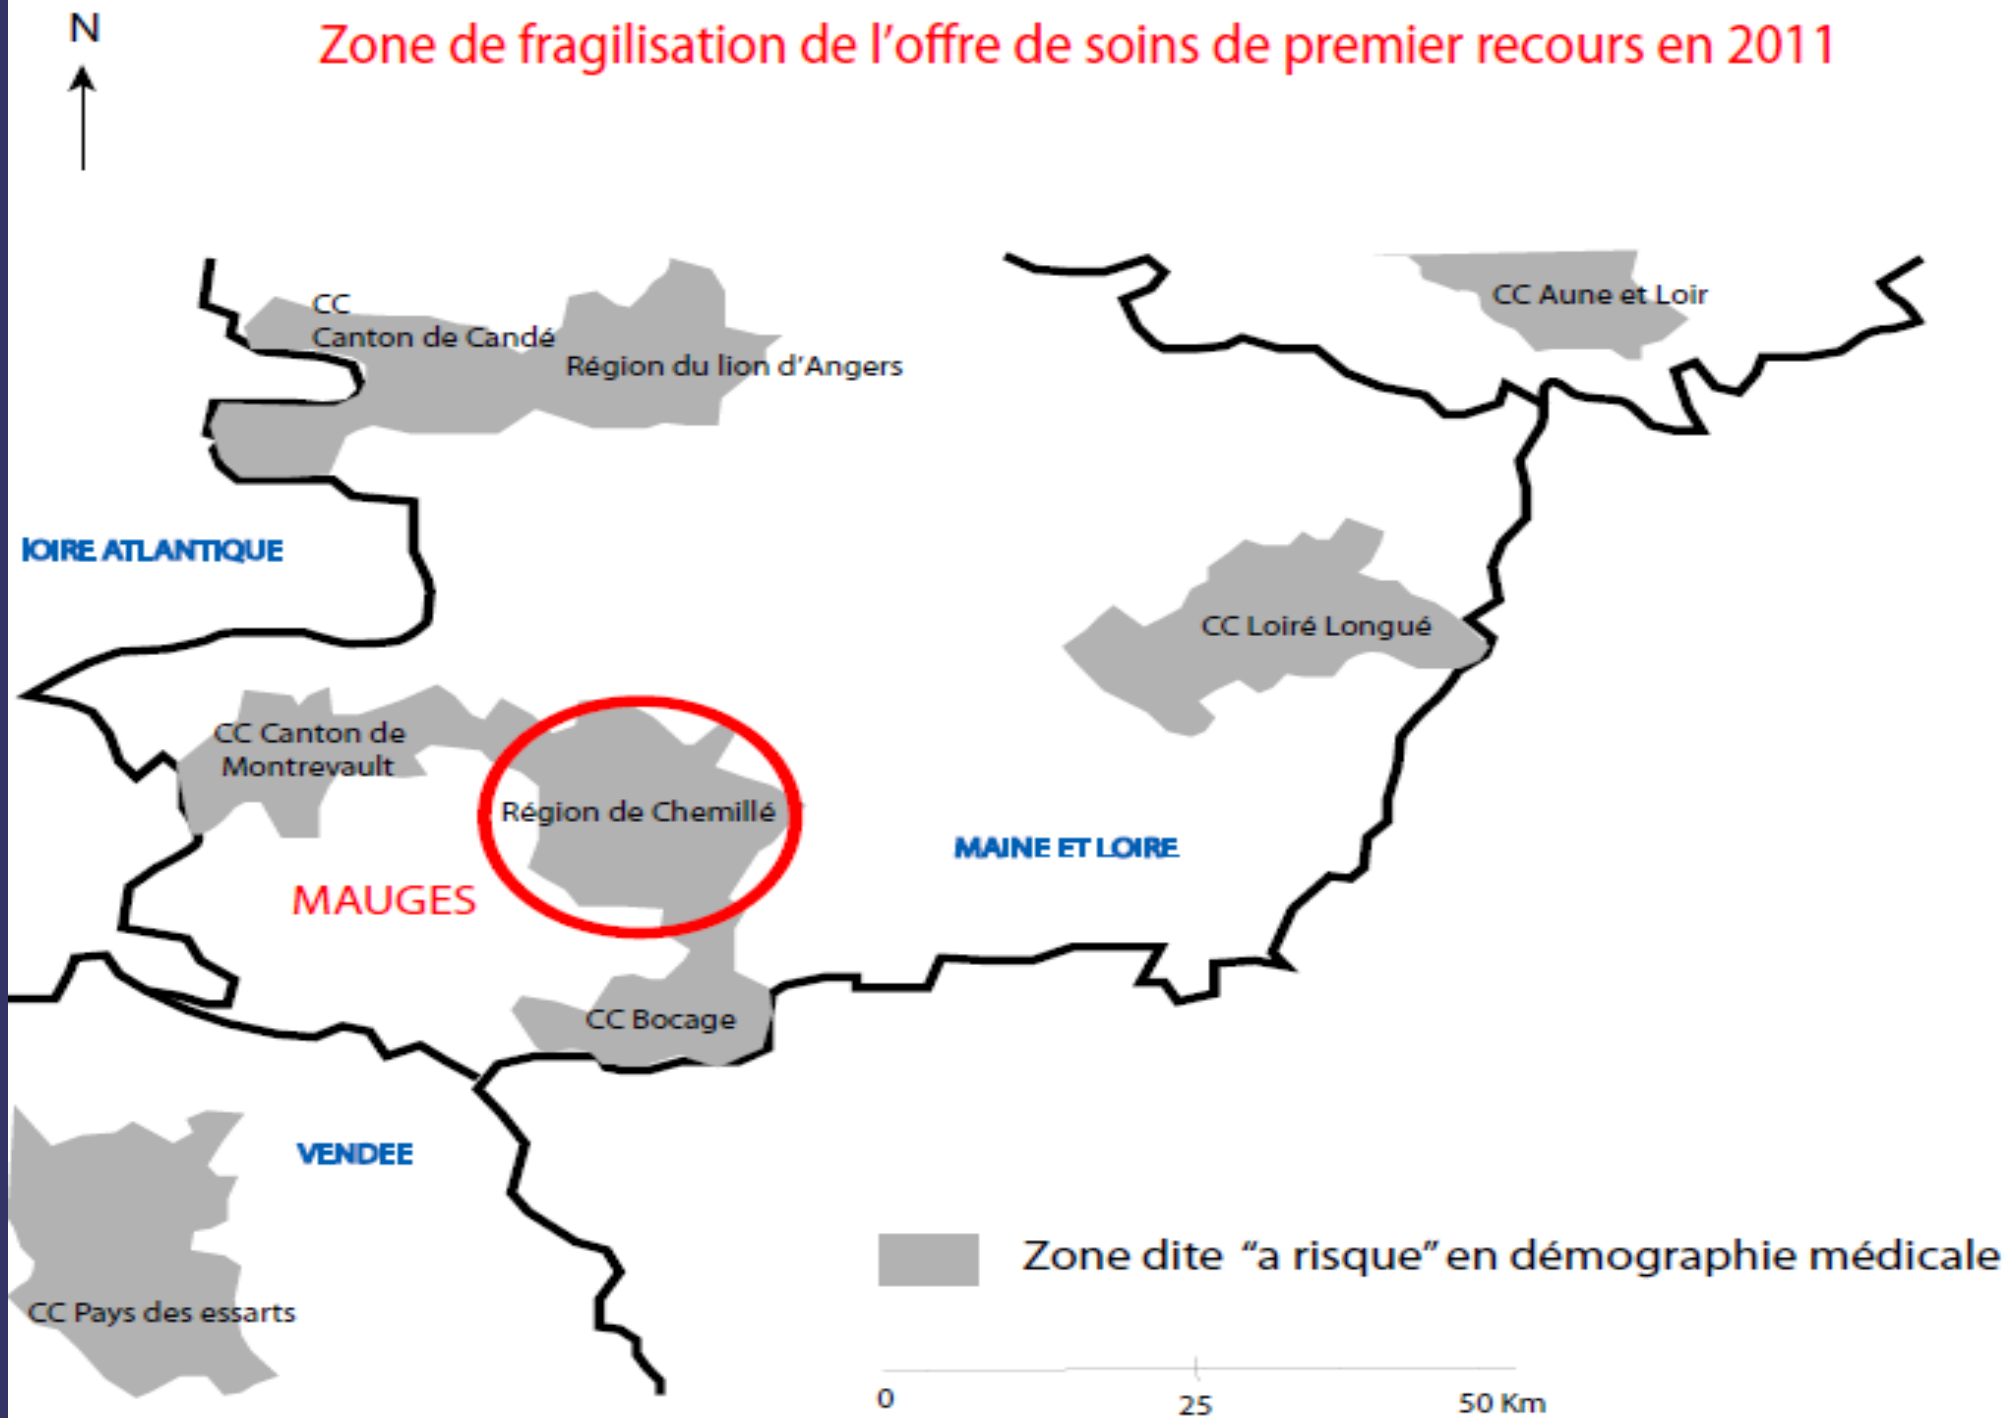 N
Zone de fragilisation de l'offre de soins de premier recours en 2011
CC
Canton de Candé
Région du lion d'Angers
CC Aune et Loir
lOIRE ATLANTIQUE
CC Loiré Longué
CC Canton de
Montrevault
Région de Chemillé
MAINE ET LOIRE
MAUGES
CC Bocage
VENDEE
Zone dite "a risque" en démographie médicale
CC Pays des essarts
0
25
50 Km